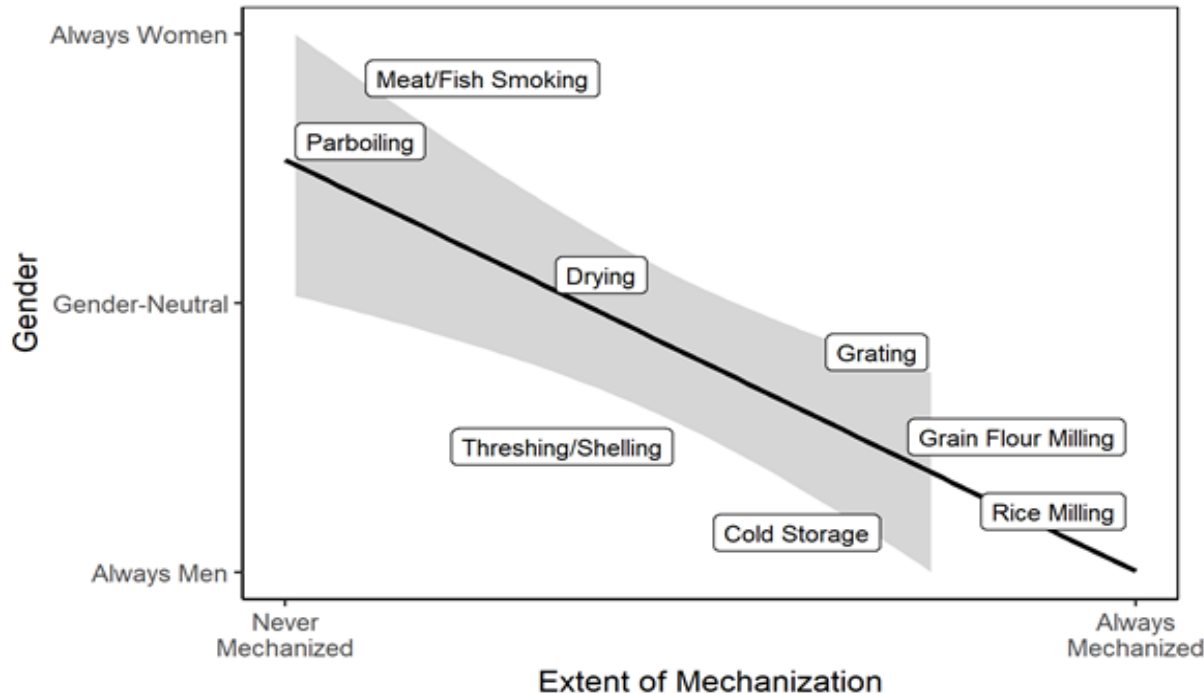 Always Women
Meat/Fish Smoking
Parboiling
Drying
Gender-Neutral
Gender
Grating
Grain Flour Milling
Threshing/Shelling
Rice Milling
Cold Storage
Always Men
Never
Mechanized
Always
Mechanized
Extent of Mechanization